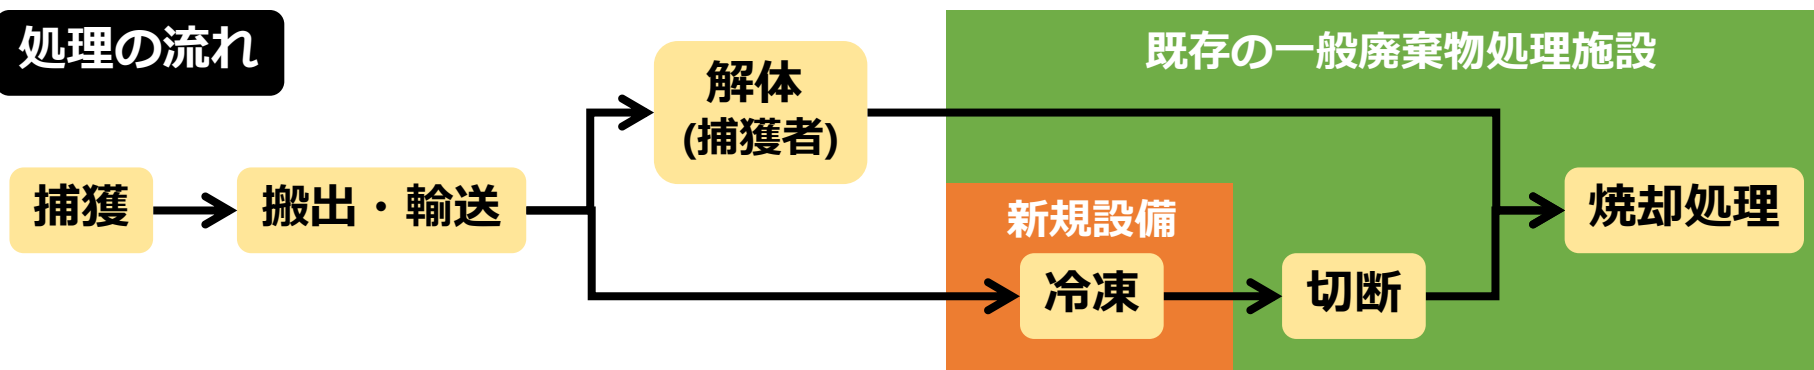 処理の流れ
既存の一般廃棄物処理施設
解体
(捕獲者)
捕獲
搬出・輸送
新規設備
焼却処理
冷凍
切断